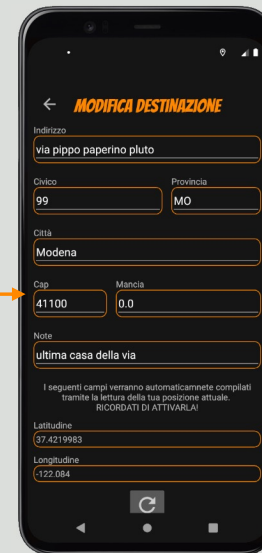 MODIFICA DESTINAZIONE
Indirizzo
via pippo paperino pluto
Civico
Provincia
99
MO
Città
Modena
Cap
Mancia
41100
0.0
Note
ultima casa della via
I seguenti campi verranno automaticamnete compilati
tramite la lettura della tua posizione attuale.
RICORDATI DI ATTIVARLA!
Latitudine
37.4219983
Longitudine
-122.084